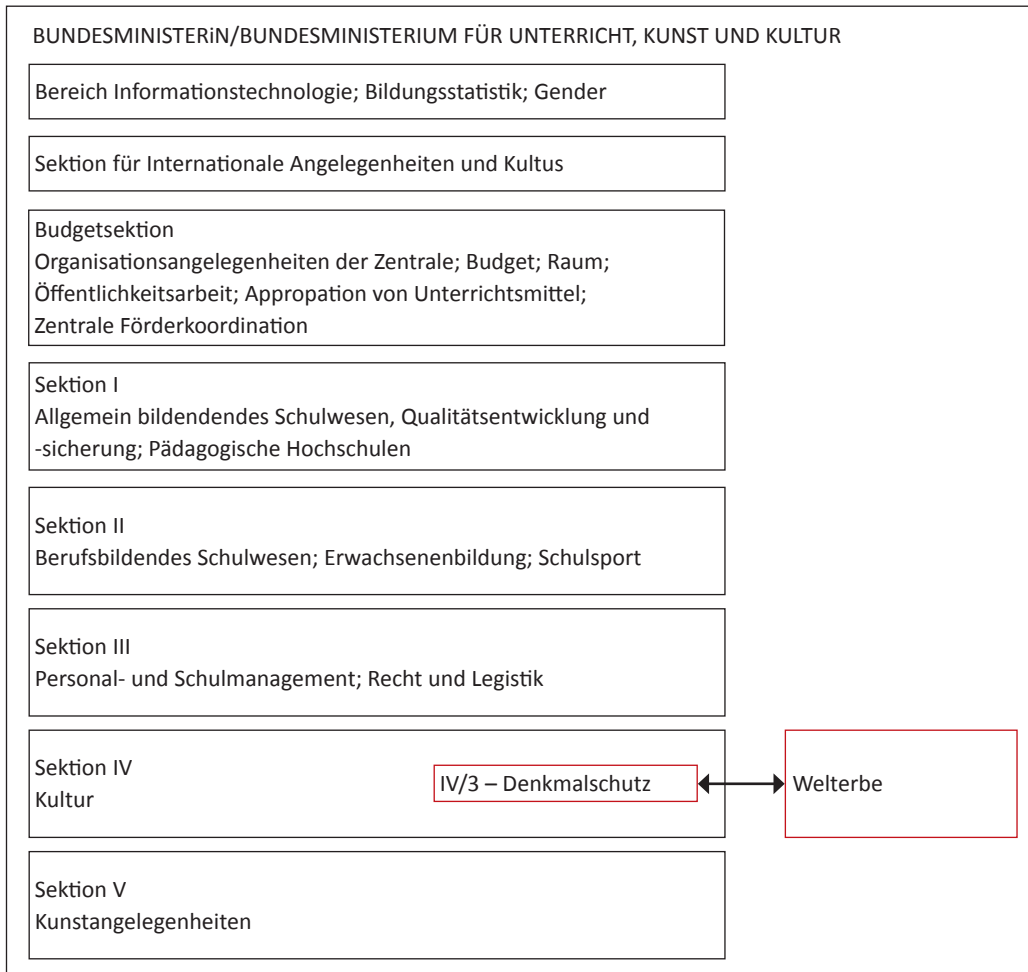 BUNDESMINISTERiN/BUNDESMINISTERIUM FÜR UNTERRICHT, KUNST UND KULTUR
Bereich Informationstechnologie; Bildungsstatistik; Gender
Sektion für Internationale Angelegenheiten und Kultus
Budgetsektion
Organisationsangelegenheiten der Zentrale; Budget; Raum;
Öffentlichkeitsarbeit; Appropation von Unterrichtsmittel;
Zentrale Förderkoordination
Sektion I
Allgemein bildendendes Schulwesen, Qualitätsentwicklung und
-sicherung; Pädagogische Hochschulen
Sektion II
Berufsbildendes Schulwesen; Erwachsenenbildung; Schulsport
Sektion III
Personal- und Schulmanagement; Recht und Legistik
Sektion IV
Kultur
IV/3 – Denkmalschutz
Welterbe
Sektion V
Kunstangelegenheiten